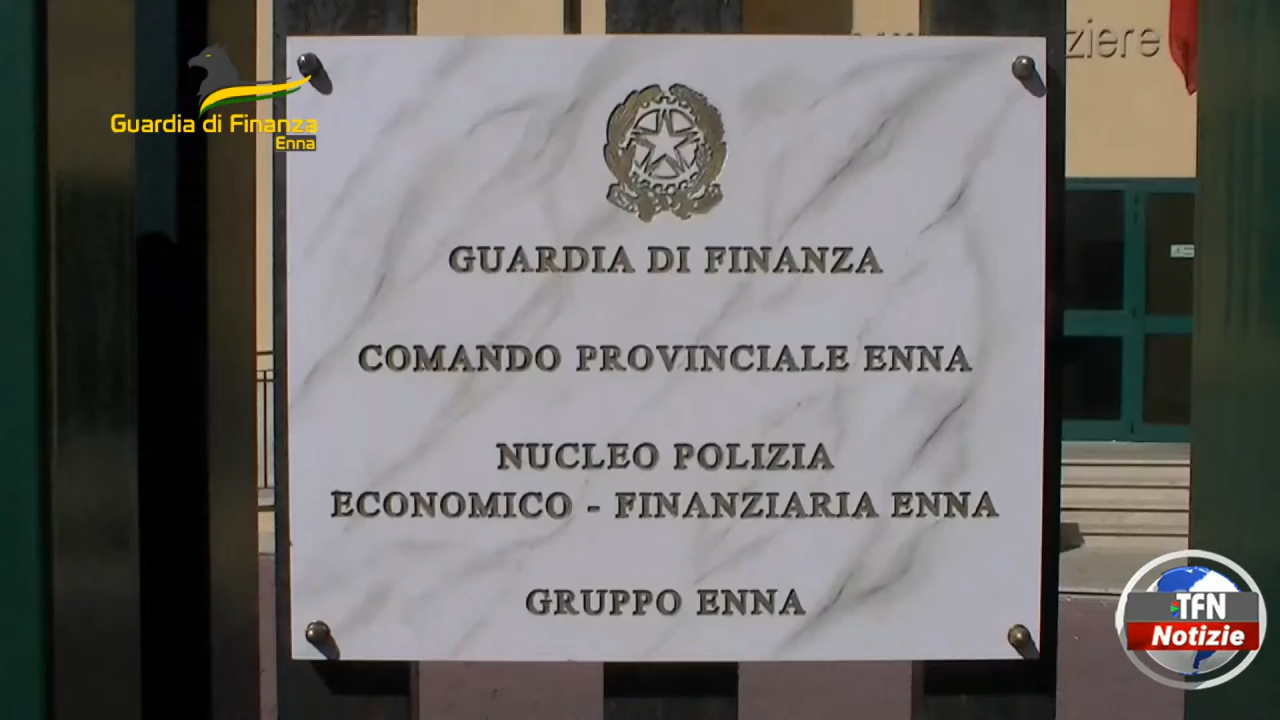 ziere
Guardia di Finanza
Enna
GUARDIA DI FINANZA
COMANDO PROVINCIALE ENNA
NUCLEO POLIZIA
ECONOMICO - FINANZIARIA ENNA
GRUPPO ENNA
TFN
Notizie